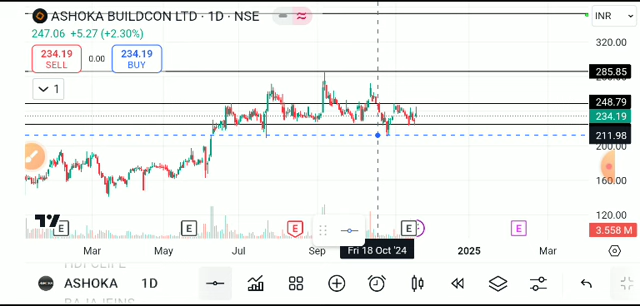 ASHOKA BUILDCON LTD · 1D · NSE
INR
247.06 +5.27 (+2.30%)
234.19
SELL
0.00
234.19
BUY
1
320.00
285.85
248.79
234.19
211.98
200.00
160.00
120.00
3.558 M
E
E
E
E
E
Mar
May
Jul
Sep
Fri 18 Oct '24
2025
Mar
HDFCLIFE
ASHOKA
1D
BAJAJFINS